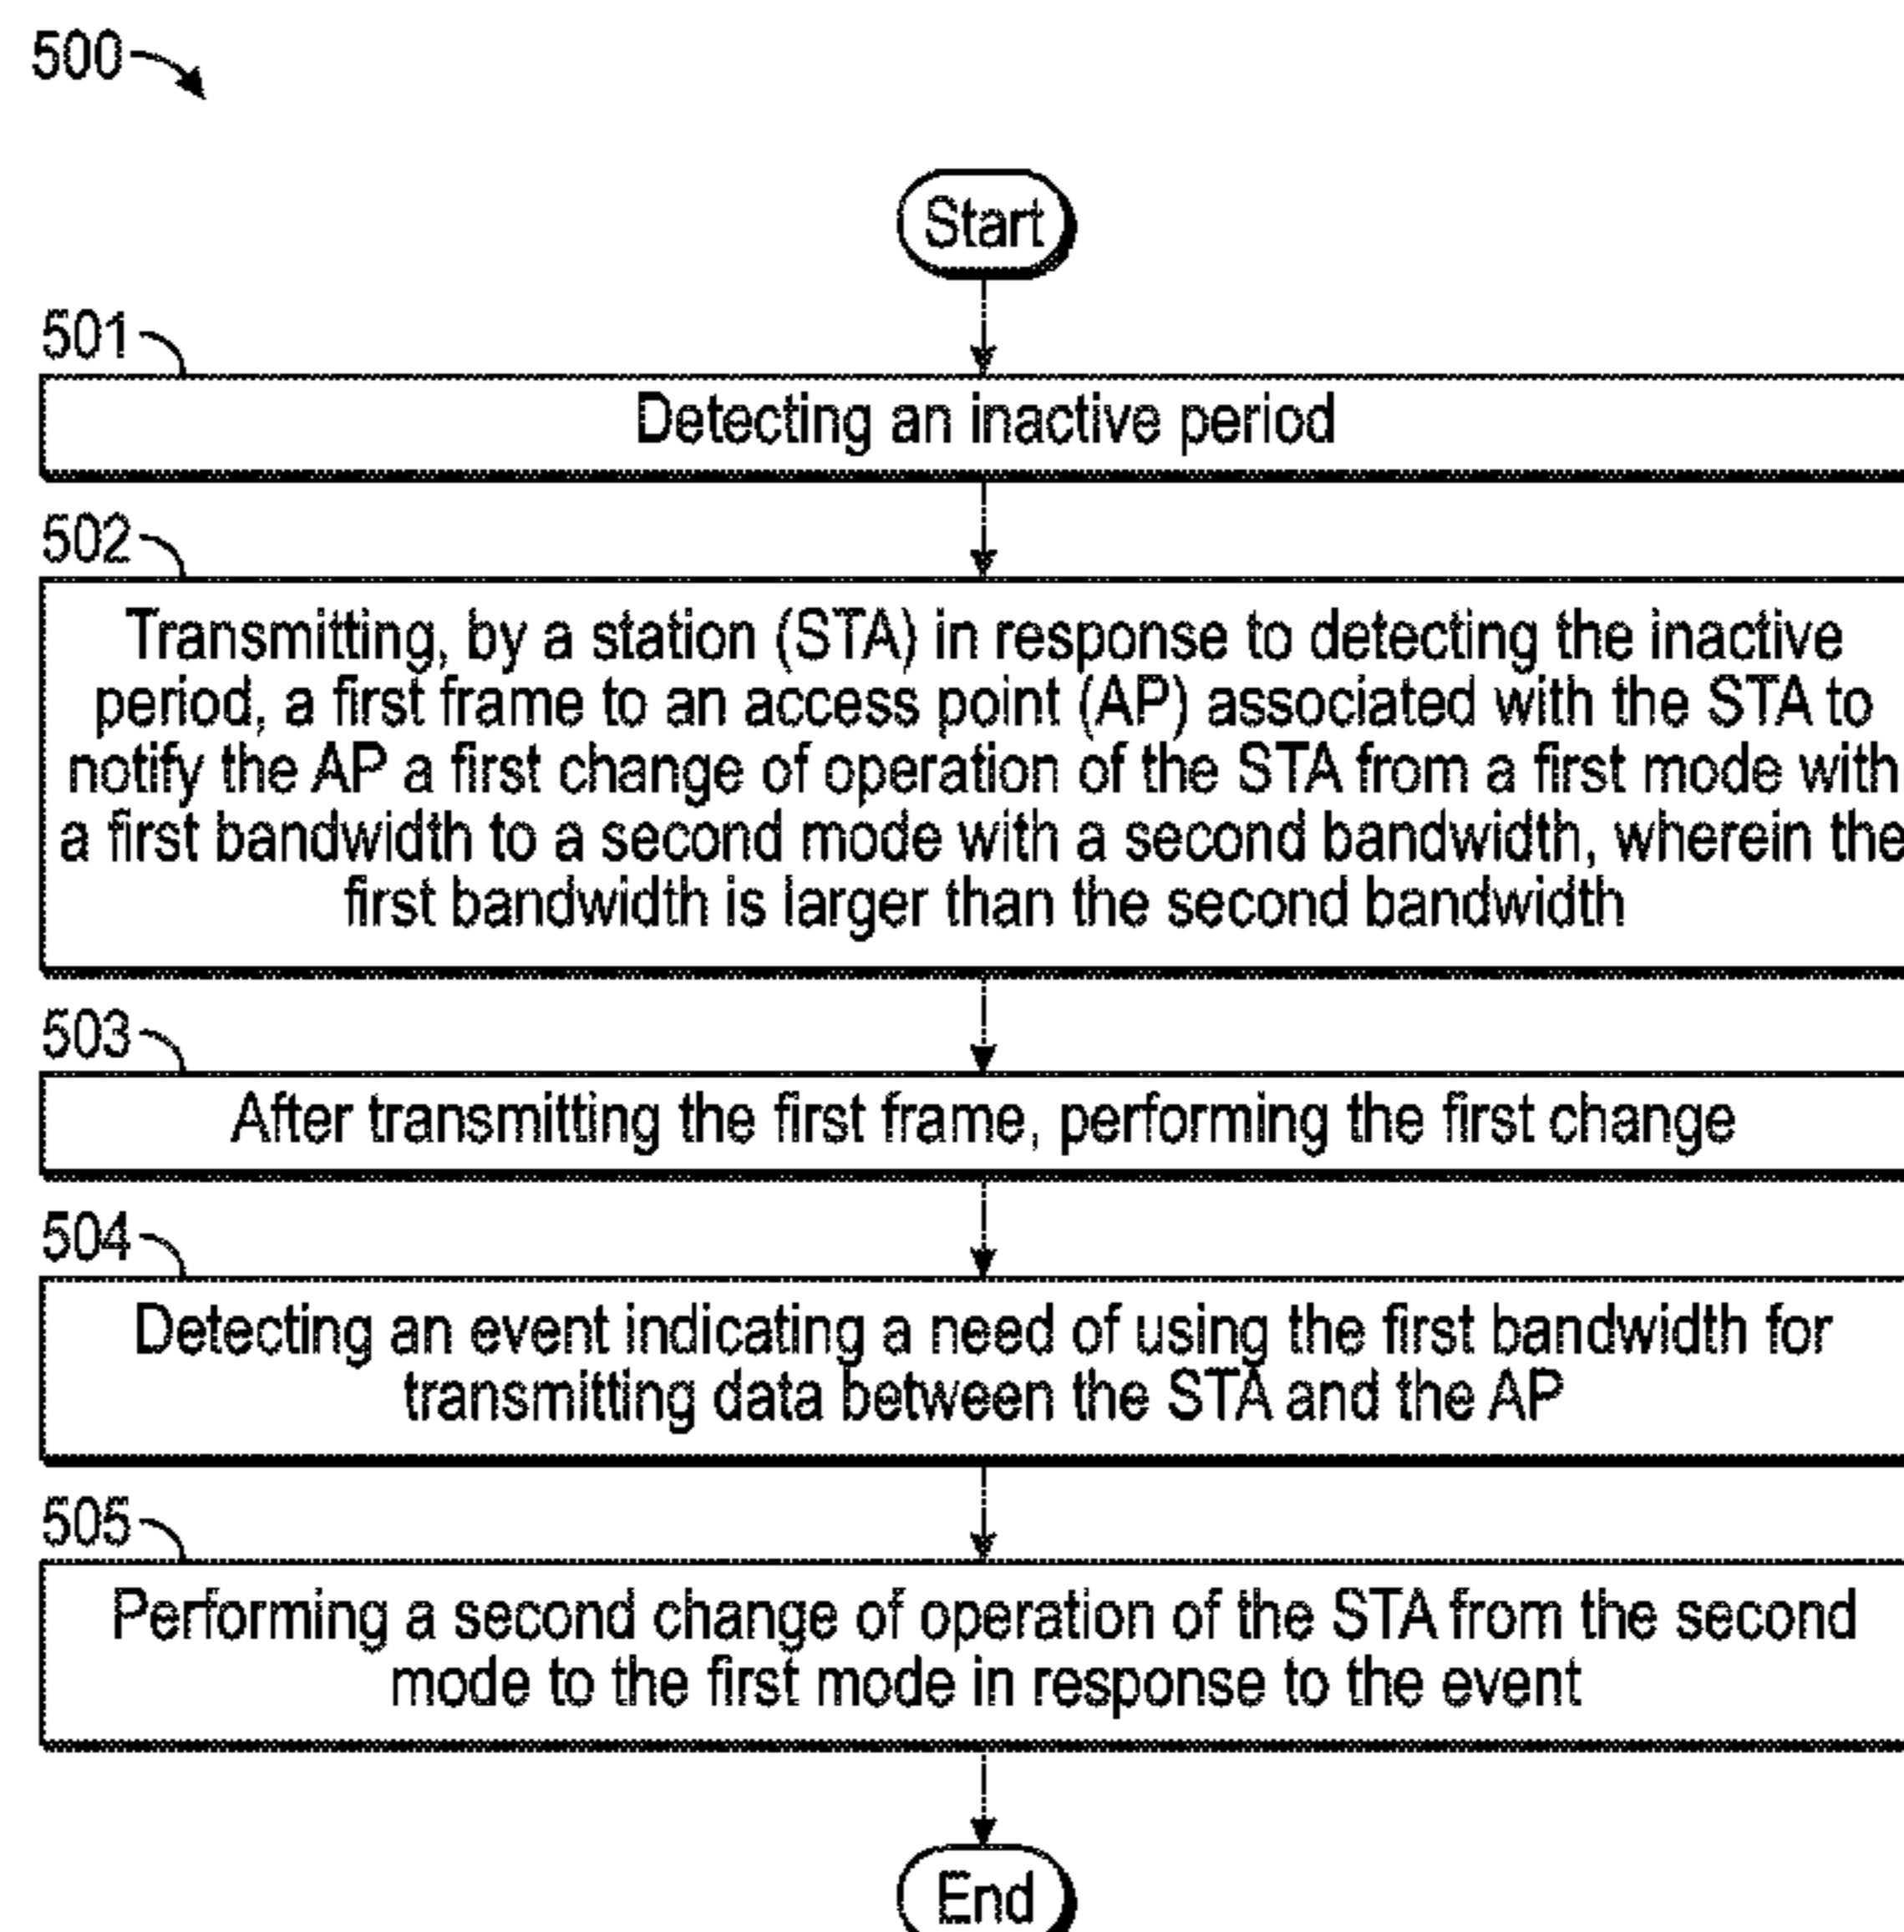 500
Start
501
Detecting an inactive period
502
Transmitting, by a station (STA) in response to detecting the inactive
period, a first frame to an access point (AP) associated with the STA to
notify the AP a first change of operation of the STA from a first mode with
a first bandwidth to a second mode with a second bandwidth, wherein the
first bandwidth is larger than the second bandwidth
503
After transmitting the first frame, performing the first change
504
Detecting an event indicating a need of using the first bandwidth for
transmitting data between the STA and the AP
505
Performing a second change of operation of the STA from the second
mode to the first mode in response to the event
End